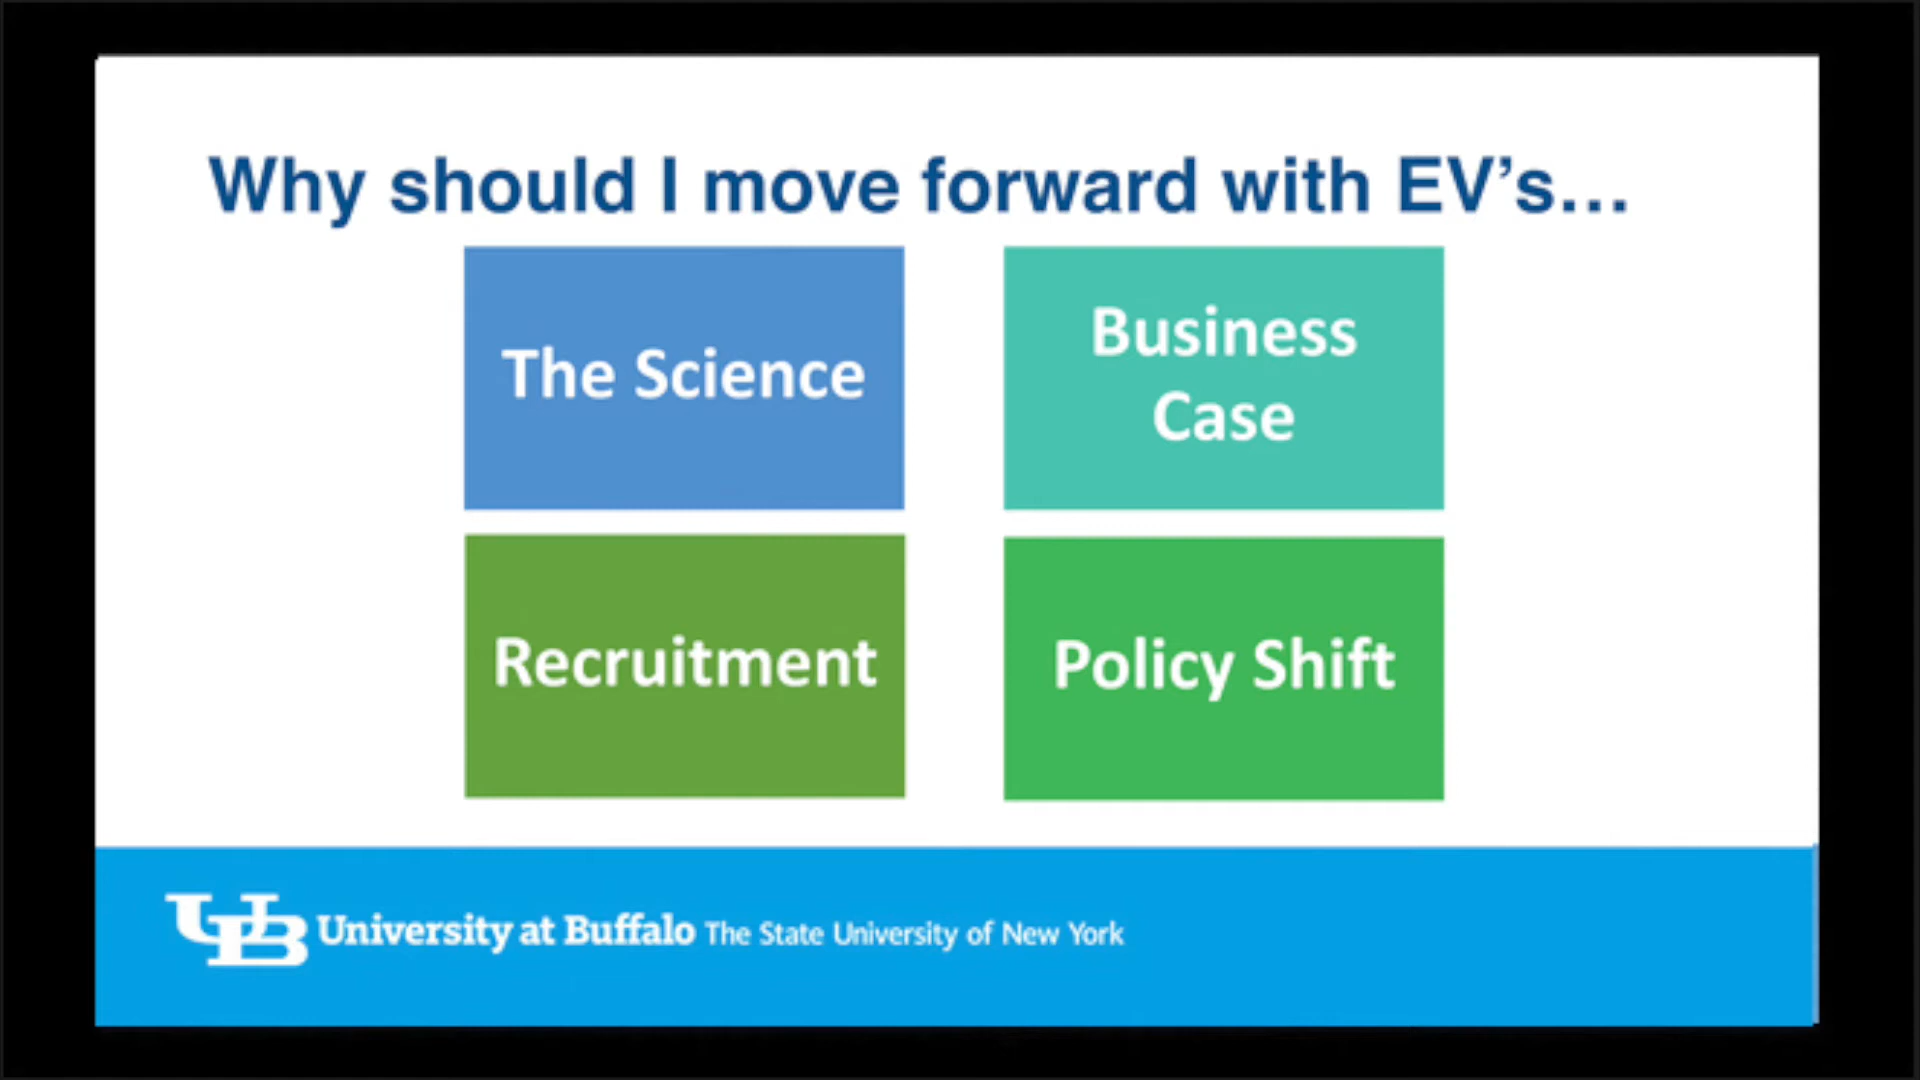 Why should I move forward with EV’s…
The Science
Business
Case
Recruitment
Policy Shift
UB University at Buffalo The State University of New York